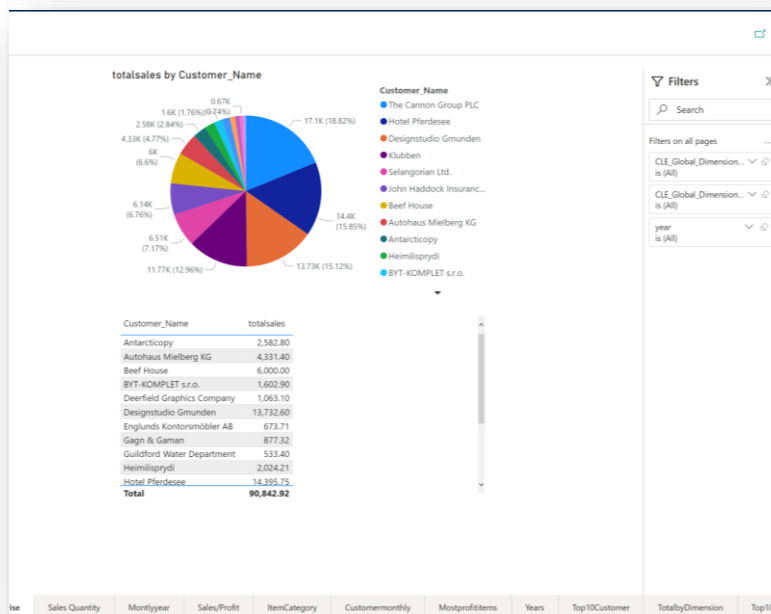 totalsales by Customer_Name
0.67K
1.6K (1.76%)
(0.74%)
2.58K (2.84%)
4.33K (4.77%)
6K
(6.6%)
6.14K
(6.76%)
6.51K
(7.17%)
11.77K (12.96%)
17.1K (18.82%)
14.4K
(15.85%)
13.73K (15.12%)
Customer_Name
The Cannon Group PLC
Hotel Pferdesee
Designstudio Gmunden
Klubben
Selangorian Ltd.
John Haddock Insuranc...
Beef House
Autohaus Mielberg KG
Antarcticopy
Heimilisprydi
BYT-KOMPLET s.r.o.
Filters
Search
Filters on all pages ...
CLE_Global_Dimension...
is (All)
CLE_Global_Dimension...
is (All)
year
is (All)
Customer_Name totalsales
Antarcticopy 2,582.80
Autohaus Mielberg KG 4,331.40
Beef House 6,000.00
BYT-KOMPLET s.r.o. 1,602.90
Deerfield Graphics Company 1,063.10
Designstudio Gmunden 13,732.60
Englunds Kontorsmöbler AB 673.71
Gagn & Gaman 877.32
Guildford Water Department 533.40
Heimilisprydi 2,024.21
Hotel Pferdesee 14,395.75
Total 90,842.92
ise Sales Quantity Montlyyear Sales/Profit ItemCategory Customermonthly Mostprofititems Years Top10Customer TotalbyDimension Top10